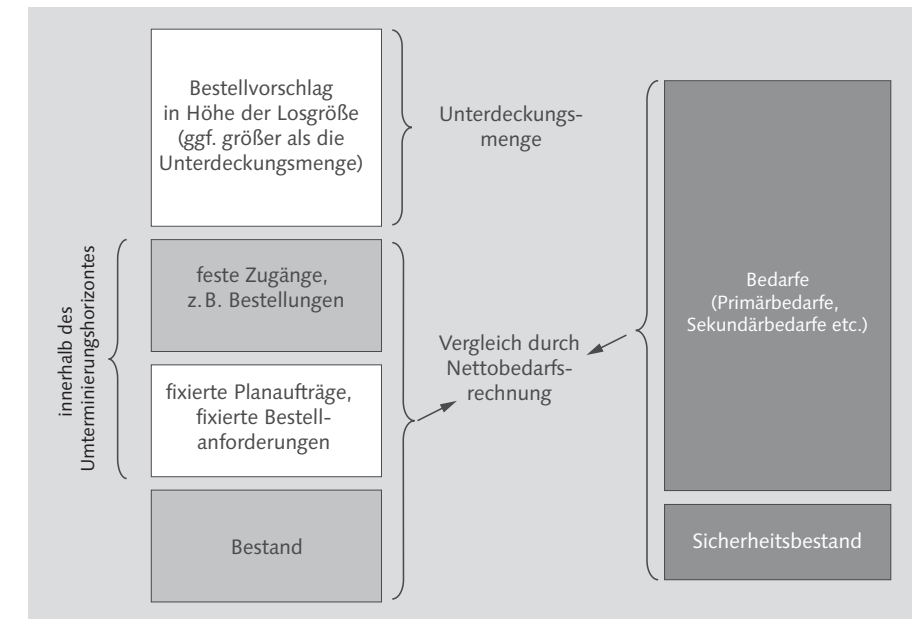 Bestellvorschlag
in Höhe der Losgröße
(ggf. größer als die
Unterdeckungsmenge)
Unterdeckungs-
menge
innerhalb des
Umterminierungshorizontes
feste Zugänge,
z. B. Bestellungen
fixierte Planaufträge,
fixierte Bestell-
anforderungen
Bestand
Vergleich durch
Nettobedarfs-
rechnung
Bedarfe
(Primärbedarfe,
Sekundärbedarfe etc.)
Sicherheitsbestand